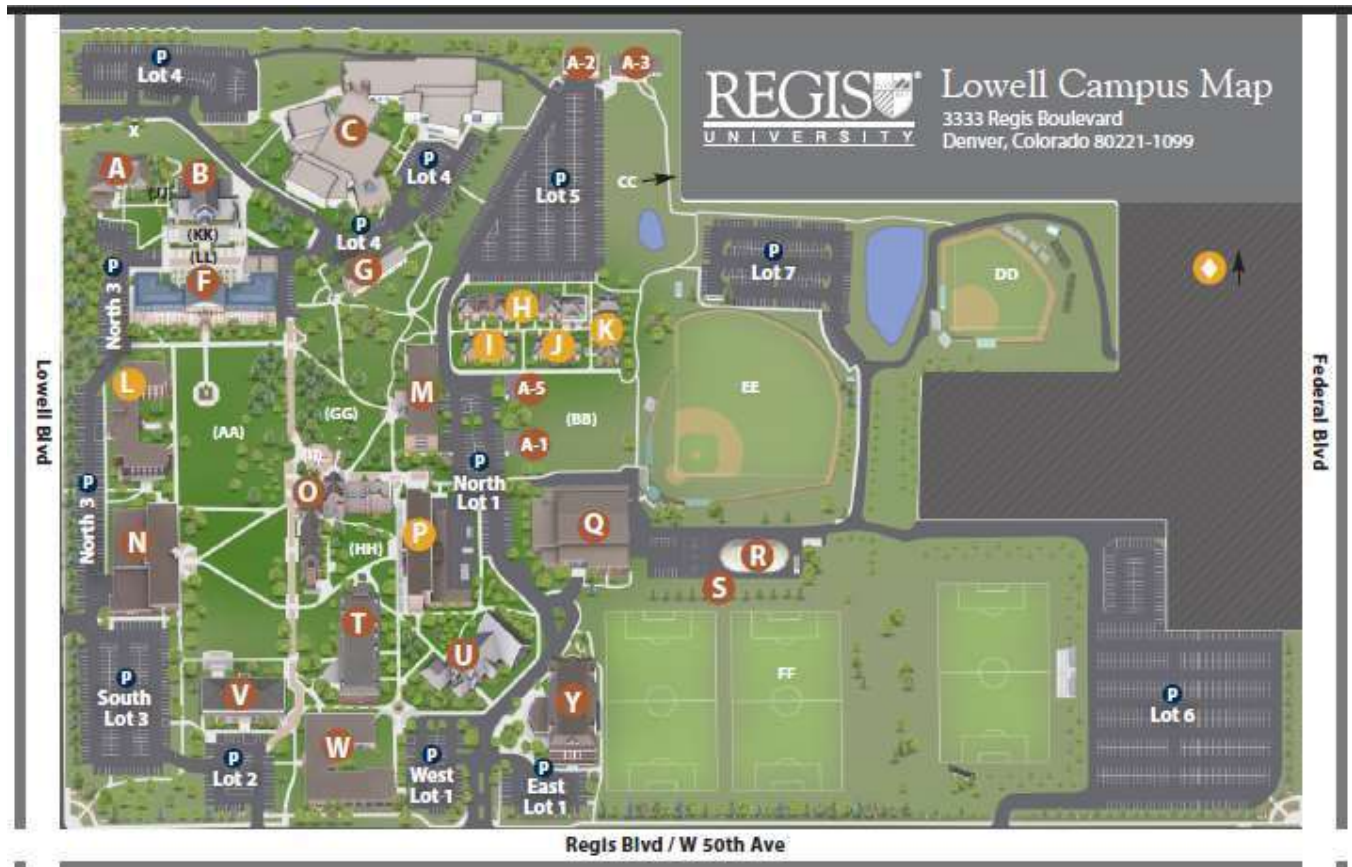 REGIS
UNIVERSITY
Lowell Campus Map
3333 Regis Boulevard
Denver, Colorado 80221-1099
P
Lot 4
A-2
A-3
C
X
A
B
(JJ)
P
Lot 4
P
Lot 5
CC
(KK)
(LL)
P
Lot 4
G
P
North 3
F
P
Lot 7
DD
H
K
I
J
L
M
A-5
EE
(GG)
(AA)
(BB)
A-1
Lowell Blvd
Federal Blvd
P
North
Lot 1
P
North 3
O
P
N
(HH)
Q
R
S
T
U
FF
P
South
Lot 3
V
Y
W
P
Lot 2
P
West
Lot 1
P
East
Lot 1
P
Lot 6
Regis Blvd / W 50th Ave